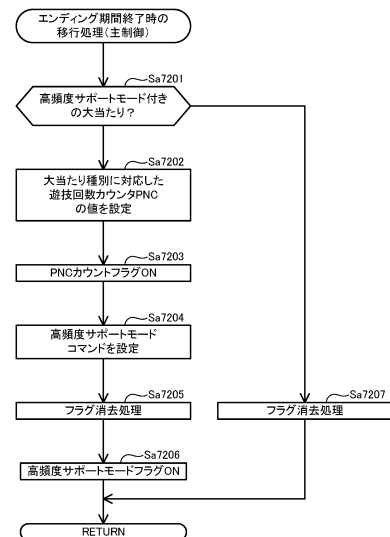 エンディング期間終了時の
移行処理(主制御)
Sa7201
高頻度サポートモード付き
の大当たり?
Sa7202
大当たり種別に対応した
遊技回数カウンタPNC
の値を設定
Sa7203
PNCカウントフラグON
Sa7204
高頻度サポートモード
コマンドを設定
Sa7205
フラグ消去処理
Sa7207
フラグ消去処理
Sa7206
高頻度サポートモードフラグON
RETURN